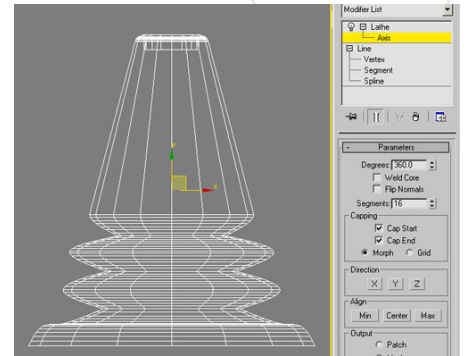 Modifier List
Lathe
Axis
Line
Vertex
Segment
Spline
Parameters
Degrees: 360.0
Weld Core
Flip Normals
Segments: 16
Capping
Cap Start
Cap End
Morph Grid
Direction
X Y Z
Align
Min Center Max
Output
Patch